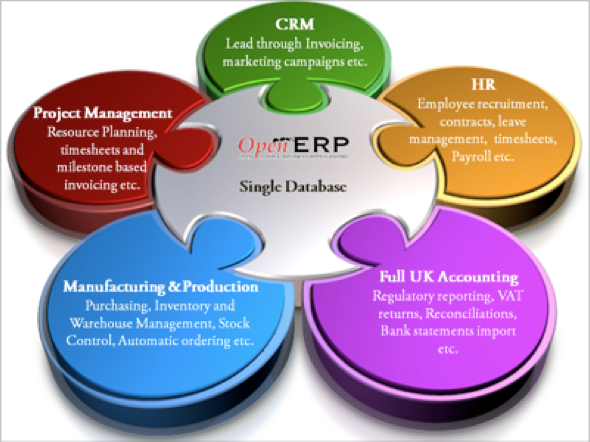 CRM
Lead through Invoicing,
marketing campaigns etc.
HR
Employee recruitment,
contracts, leave
management, timesheets,
Payroll etc.
Project Management
Resource Planning,
timesheets and
milestone based
invoicing etc.
Open ERP
Single Database
Manufacturing & Production
Purchasing, Inventory and
Warehouse Management, Stock
Control, Automatic ordering etc.
Full UK Accounting
Regulatory reporting, VAT
returns, Reconciliations,
Bank statements import
etc.